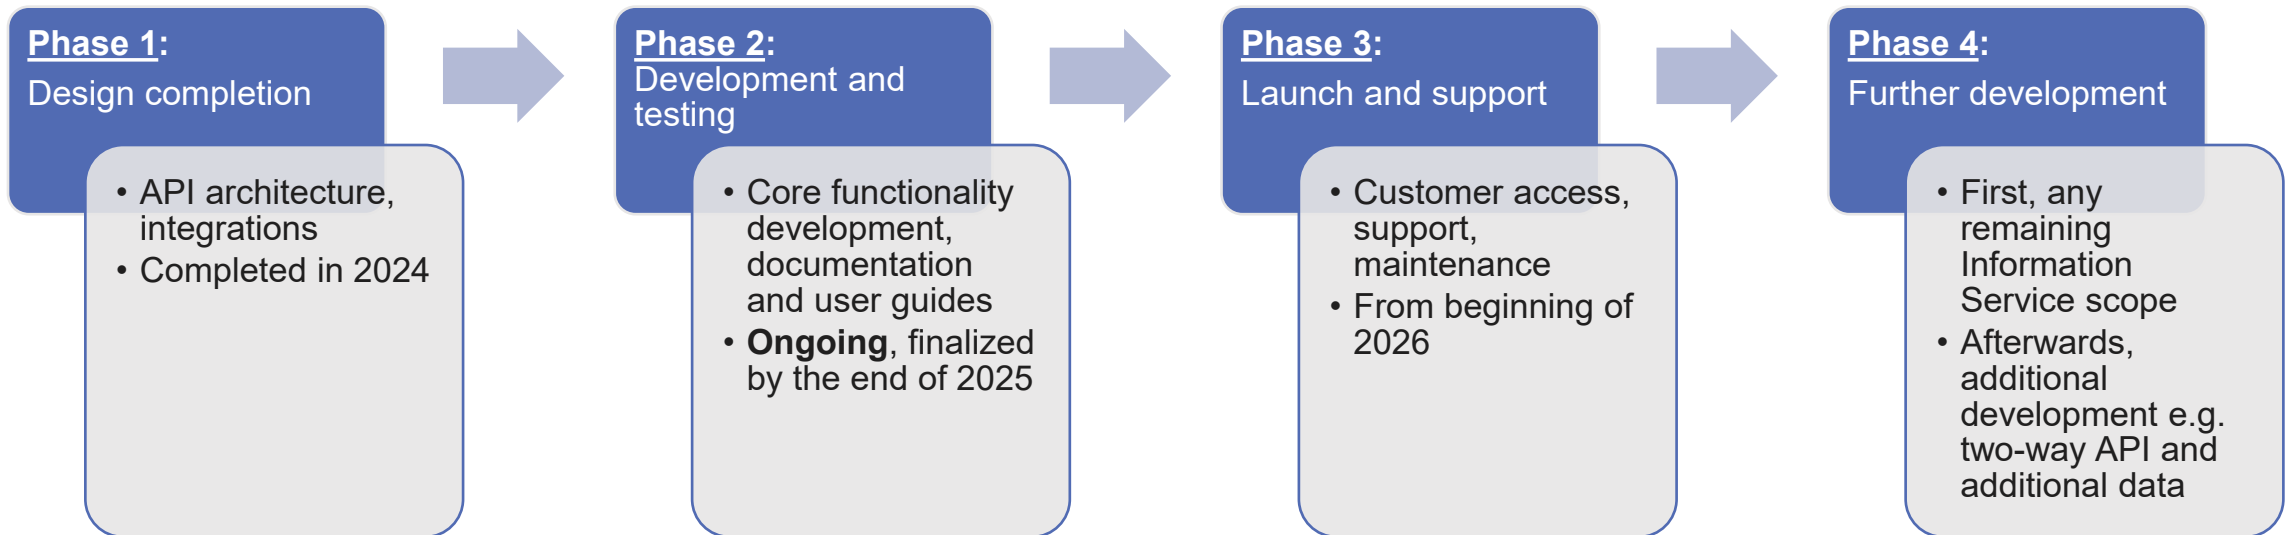 Phase 1:
Design completion
• API architecture,
integrations
• Completed in 2024
Phase 2:
Development and
testing
• Core functionality
development,
documentation
and user guides
• Ongoing, finalized
by the end of 2025
Phase 3:
Launch and support
• Customer access,
support,
maintenance
• From beginning of
2026
Phase 4:
Further development
• First, any
remaining
Information
Service scope
• Afterwards,
additional
development e.g.
two-way API and
additional data